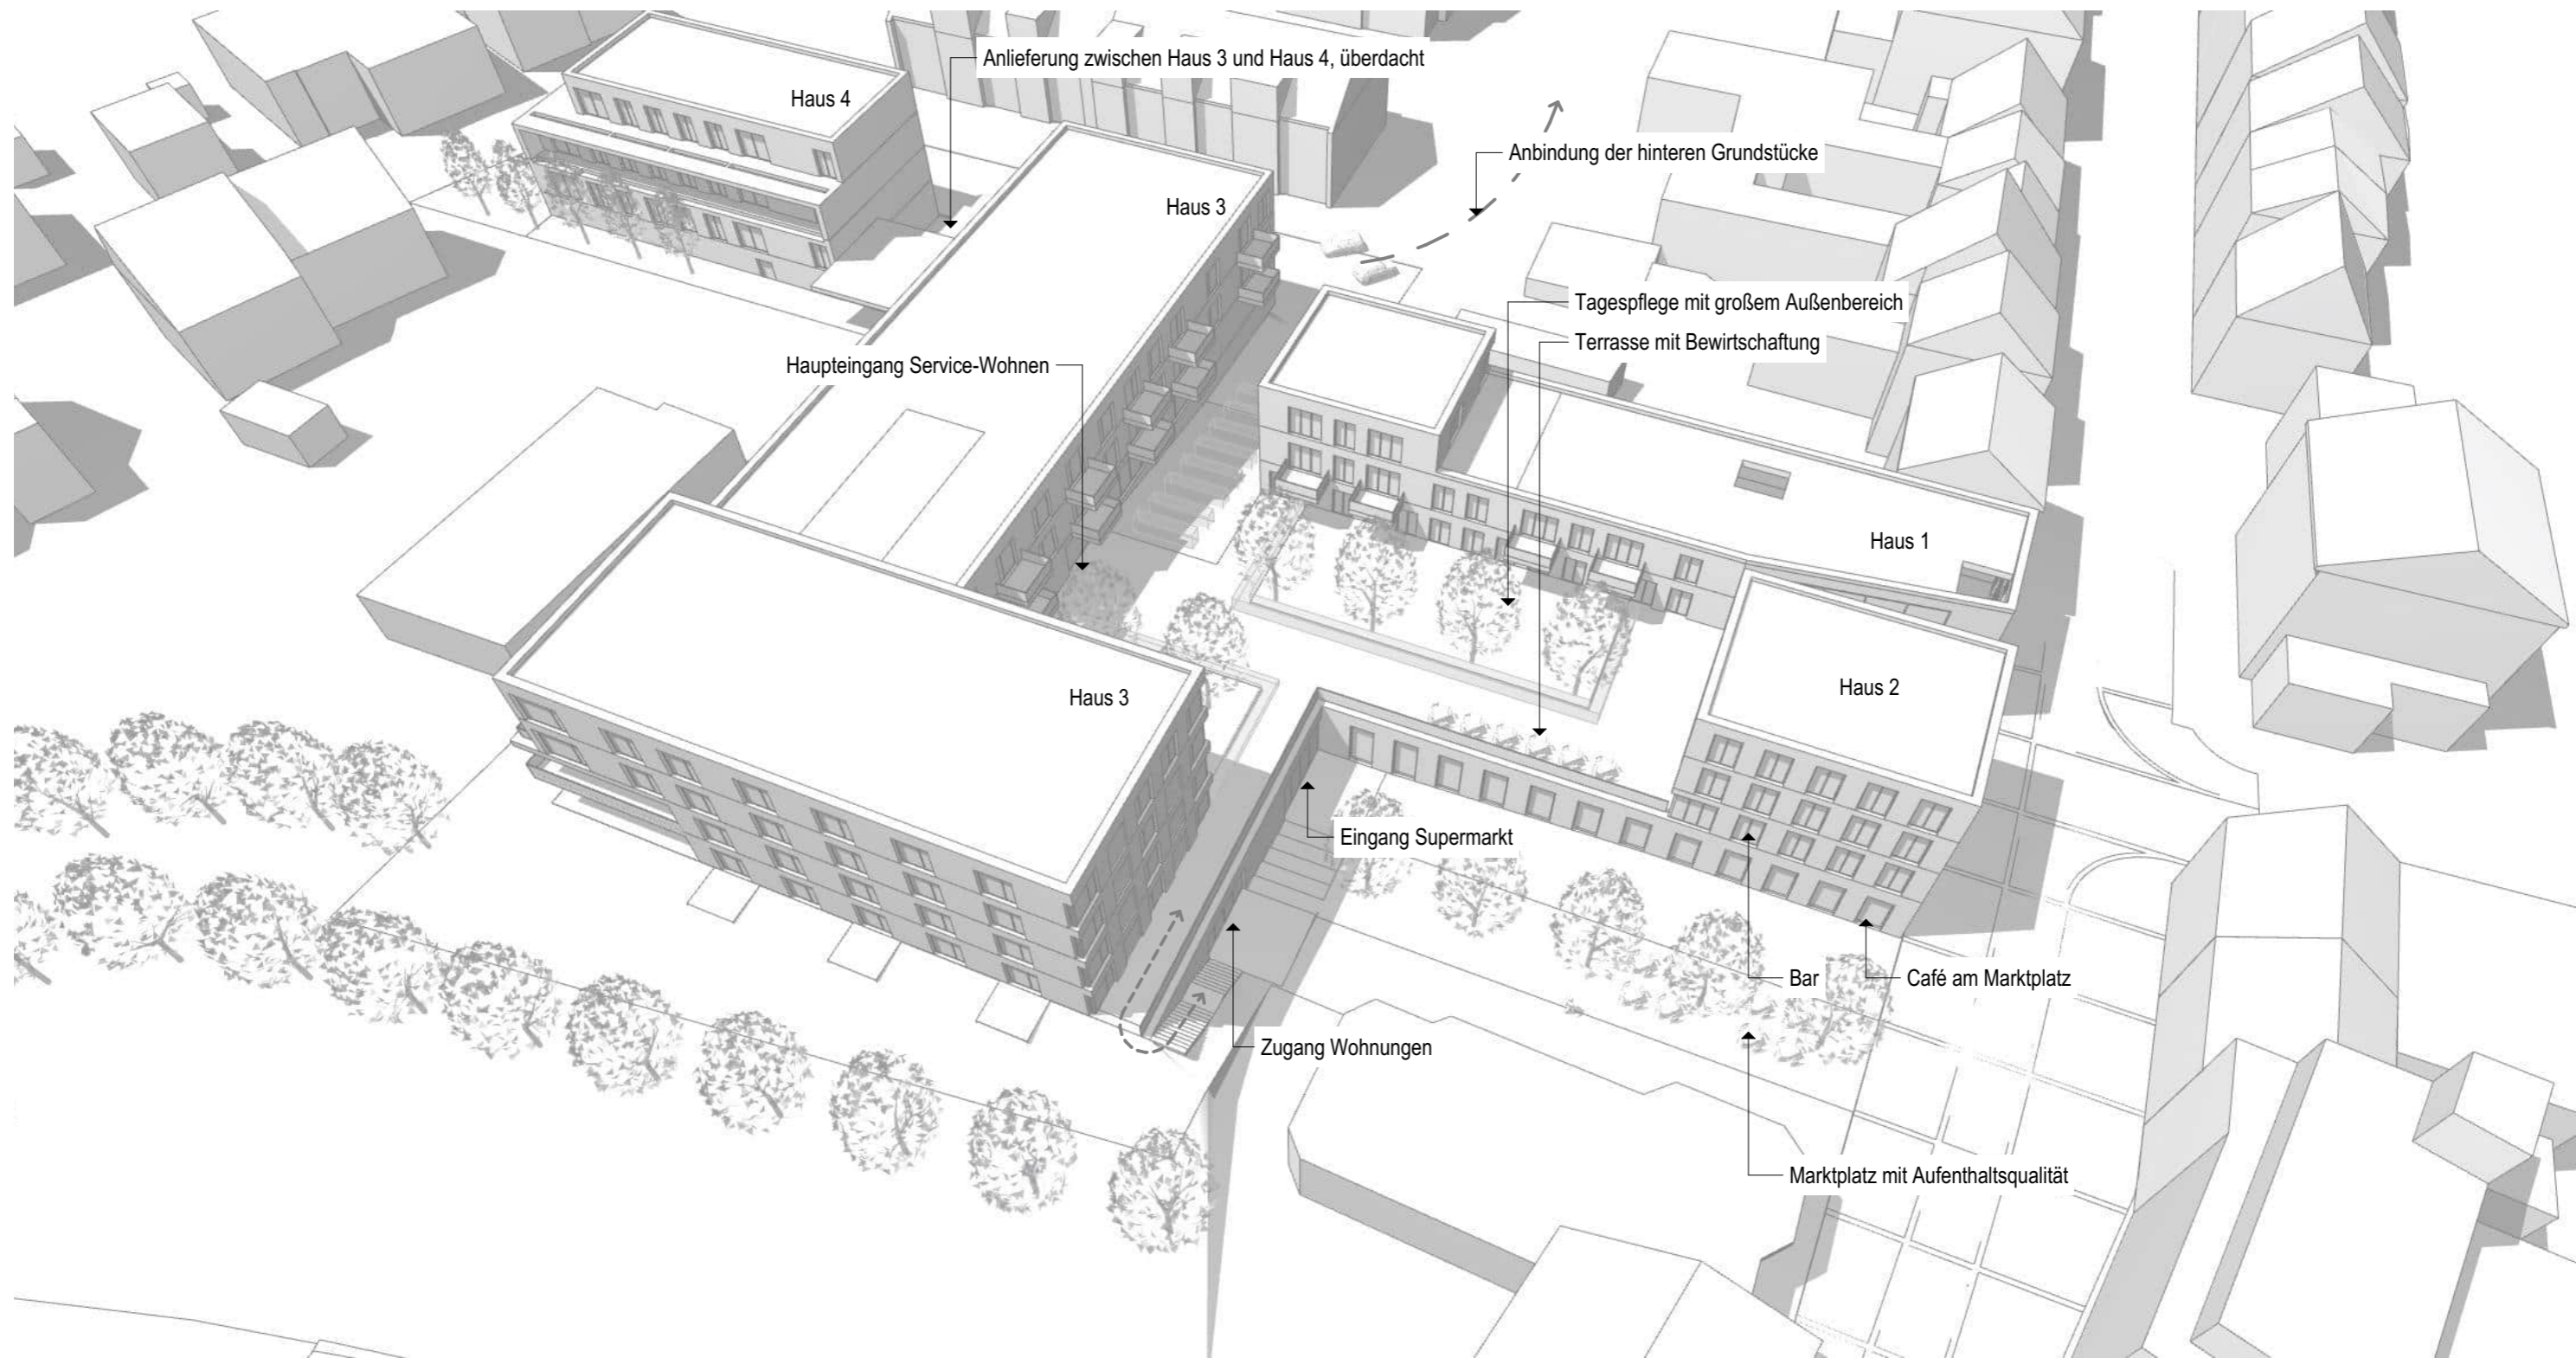 Anlieferung zwischen Haus 3 und Haus 4, überdacht
Haus 4
Anbindung der hinteren Grundstücke
Haus 3
Tagespflege mit großem Außenbereich
Terrasse mit Bewirtschaftung
Haupteingang Service-Wohnen
Haus 1
Haus 2
Haus 3
Eingang Supermarkt
Bar
Café am Marktplatz
Zugang Wohnungen
Marktplatz mit Aufenthaltsqualität